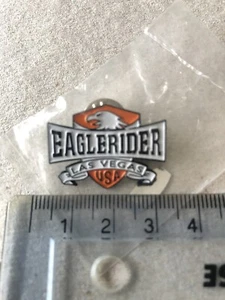 EAGLERIDER
LAS VEGAS
USA
1 2 3 4